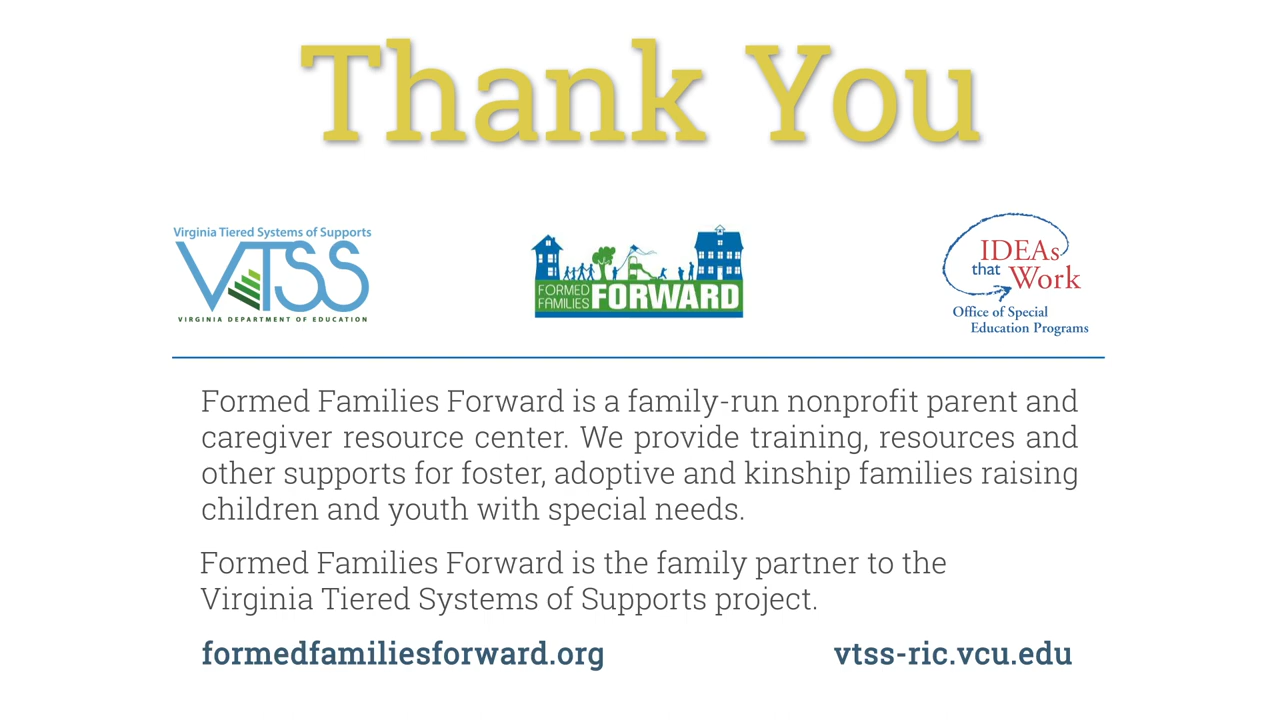 Thank You
Virginia Tiered Systems of Supports
VTSS
VIRGINIA DEPARTMENT OF EDUCATION
FORMED
FAMILIES
FORWARD
IDEAs
that
Work
Office of Special
Education Programs
Formed Families Forward is a family-run nonprofit parent and
caregiver resource center. We provide training, resources and
other supports for foster, adoptive and kinship families raising
children and youth with special needs.
Formed Families Forward is the family partner to the
Virginia Tiered Systems of Supports project.
formedfamiliesforward.org
vtss-ric.vcu.edu